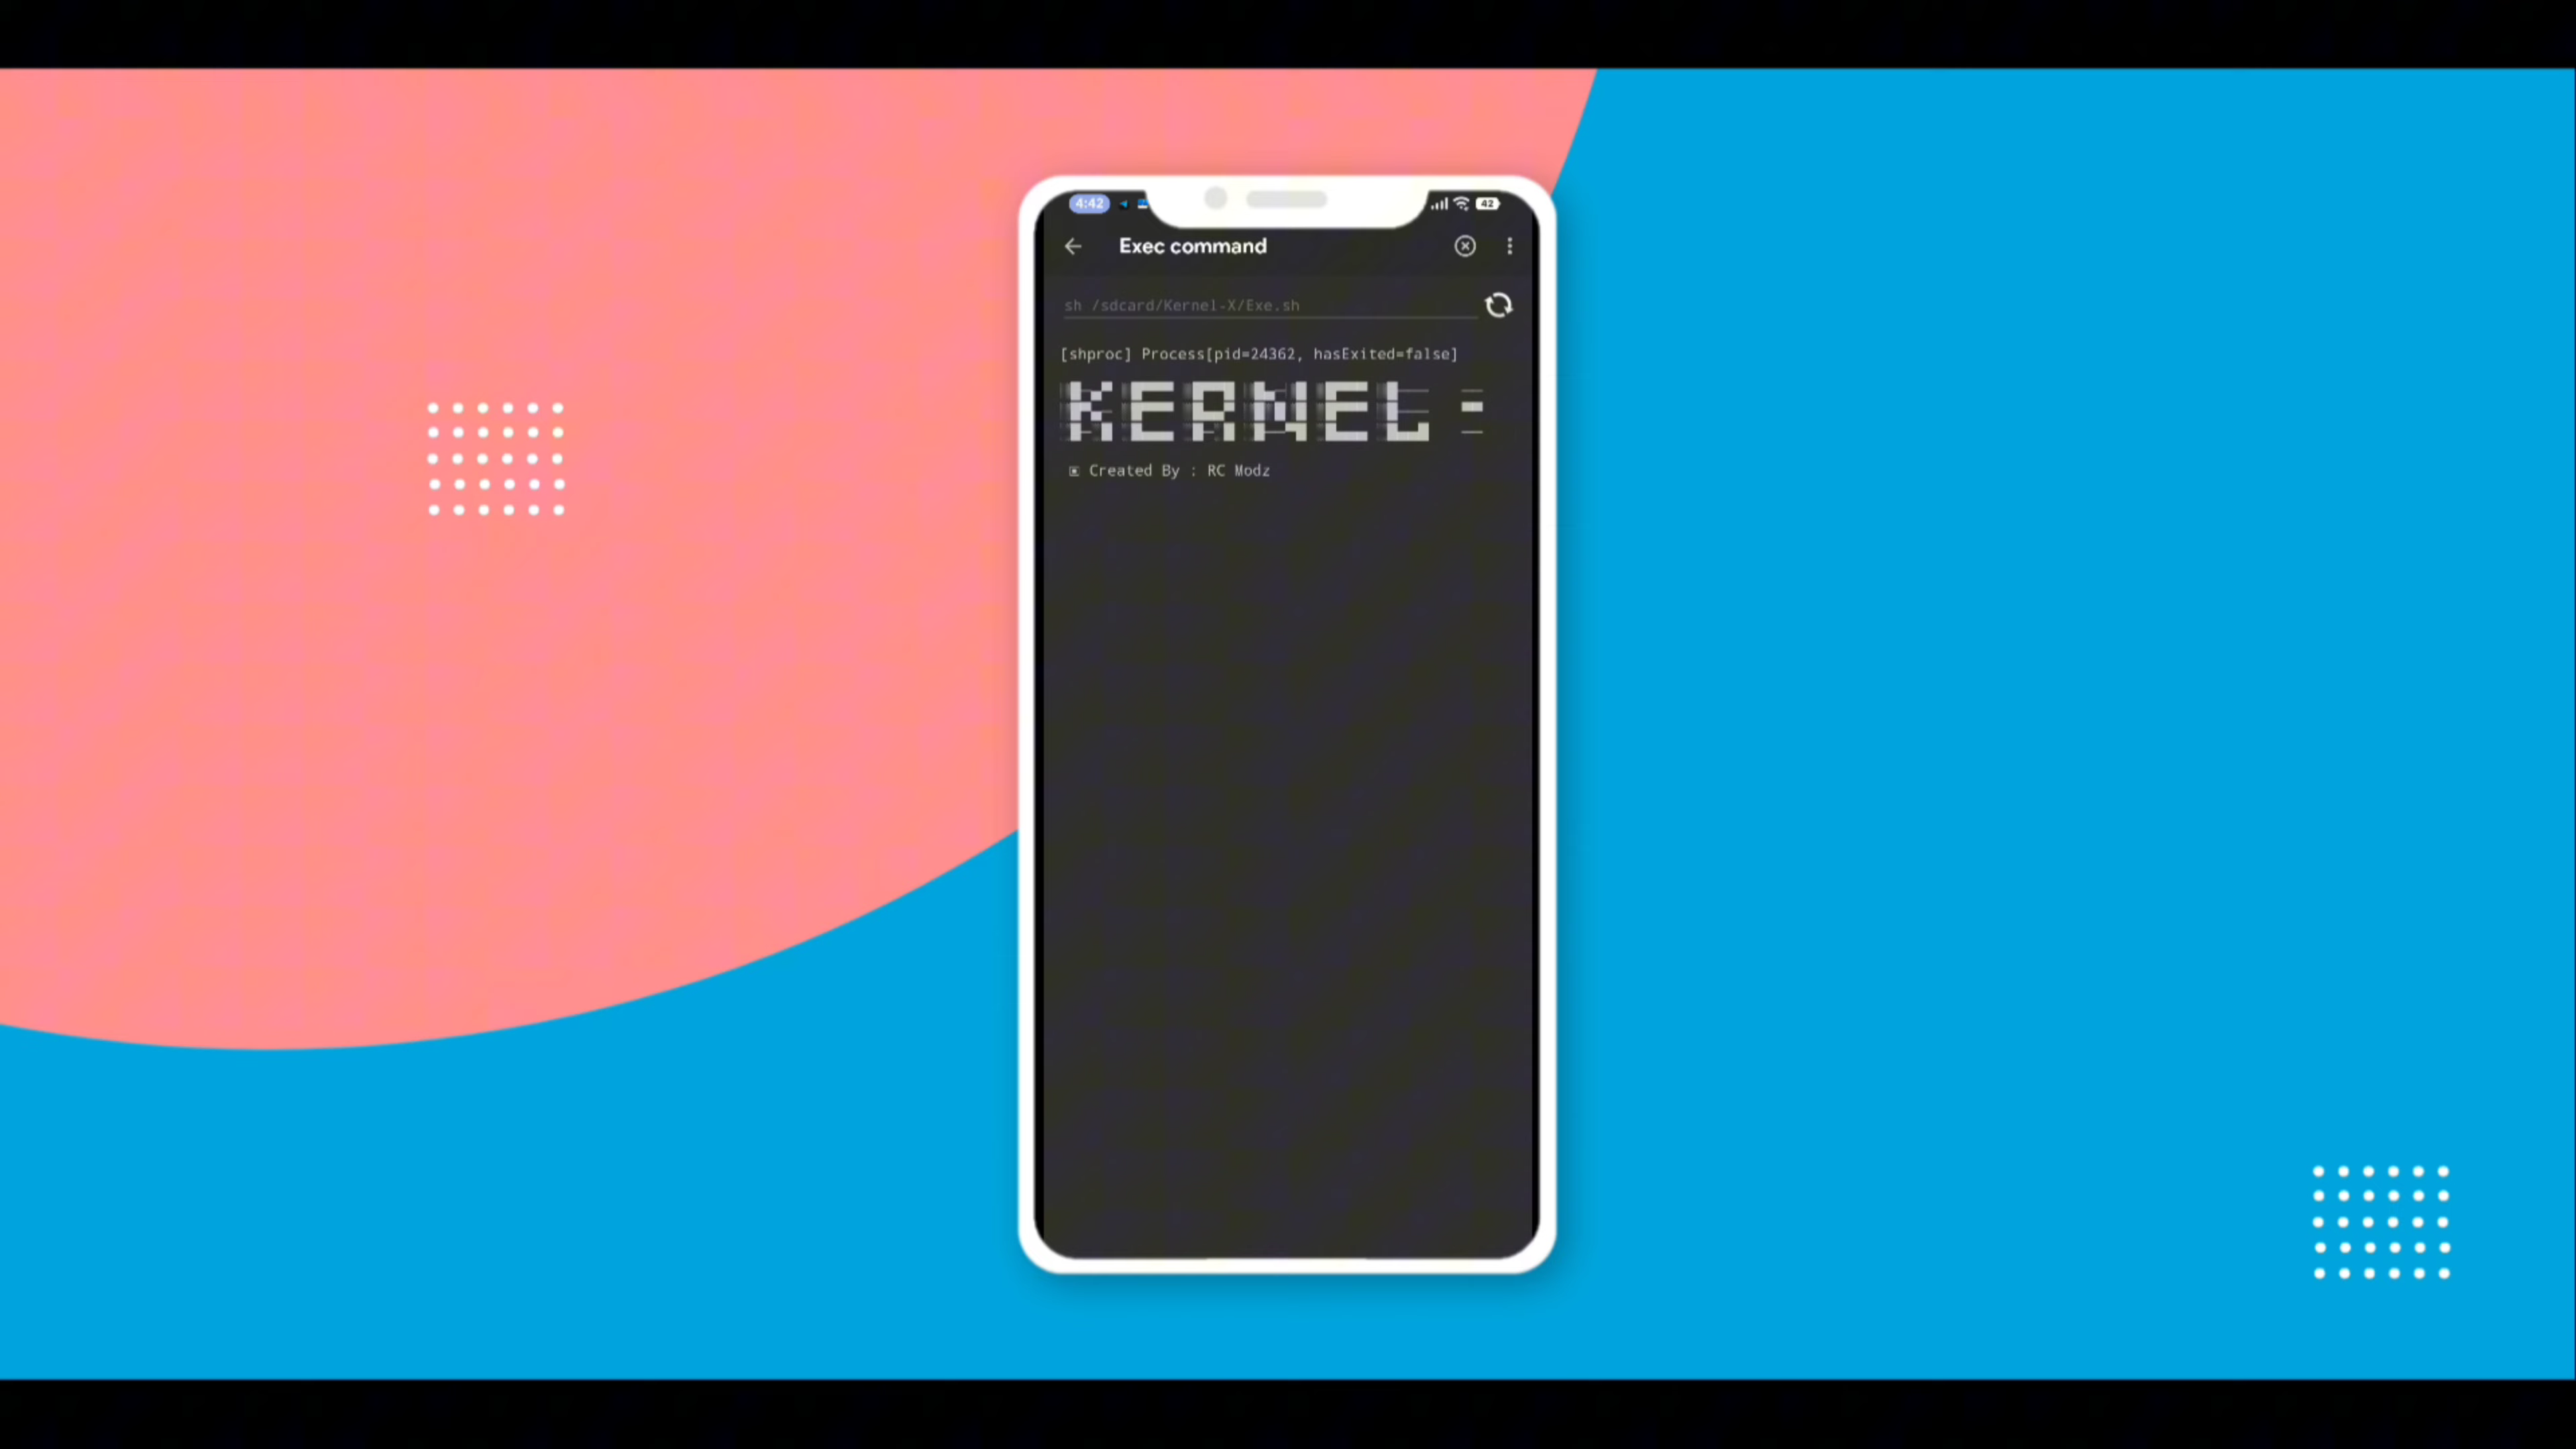 4:42
42
Exec command
sh /sdcard/Kernel-X/Exe.sh
[shproc] Process[pid=24362, hasExited=false]
KERNEL -
▣ Created By : RC Modz